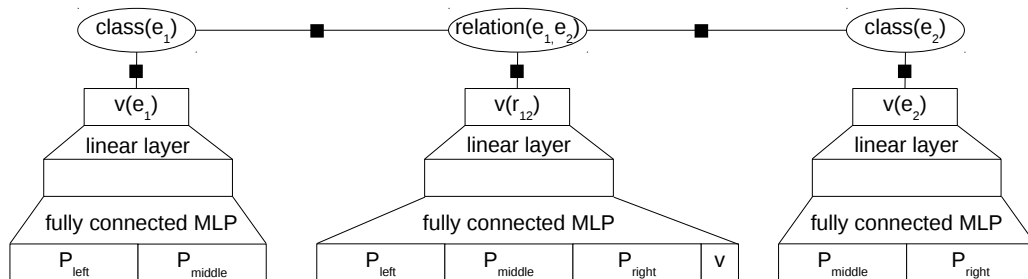 class(e1) relation(e1,e2) class(e2)
v(e1) v(r12) v(e2)
linear layer linear layer linear layer
fully connected MLP fully connected MLP fully connected MLP
Pleft Pmiddle Pleft Pmiddle Pright v Pmiddle Pright